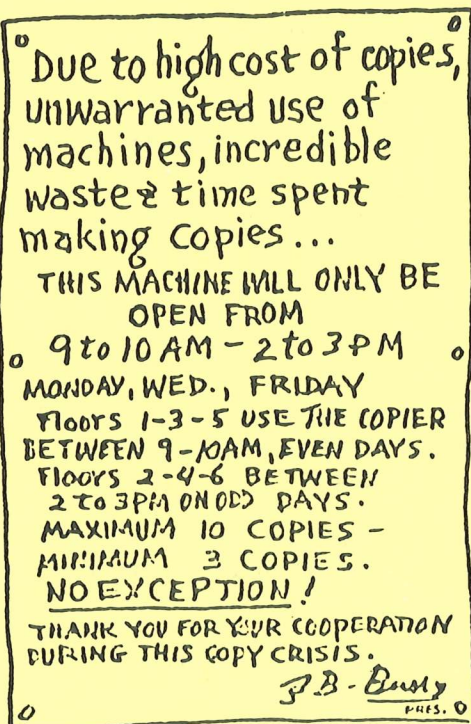 Due to high cost of copies,
unwarranted use of
machines, incredible
waste & time spent
making copies...
THIS MACHINE WILL ONLY BE
OPEN FROM
9 to 10 AM - 2 to 3 PM
MONDAY, WED., FRIDAY
Floors 1-3-5 USE THE COPIER
BETWEEN 9-10AM, EVEN DAYS.
Floors 2-4-6 BETWEEN
2 to 3PM ON ODD DAYS.
MAXIMUM 10 COPIES -
MINIMUM 3 COPIES.
NO EXCEPTION!
THANK YOU FOR YOUR COOPERATION
DURING THIS COPY CRISIS.
PRES.